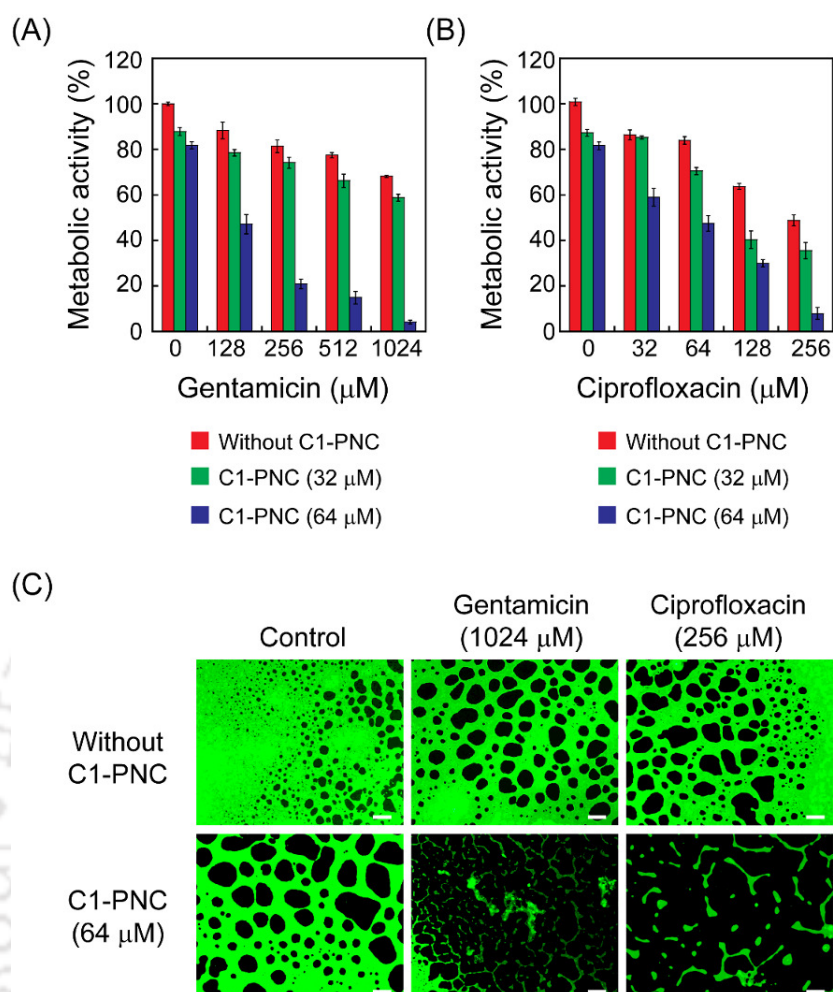 (A)
120
100
80
60
40
20
0
Metabolic activity (%)
0 128 256 512 1024
Gentamicin (μM)
Without C1-PNC
C1-PNC (32 μM)
C1-PNC (64 μM)
(B)
120
100
80
60
40
20
0
Metabolic activity (%)
0 32 64 128 256
Ciprofloxacin (μM)
Without C1-PNC
C1-PNC (32 μM)
C1-PNC (64 μM)
(C)
Control
Gentamicin
(1024 μM)
Ciprofloxacin
(256 μM)
Without
C1-PNC
C1-PNC
(64 μM)